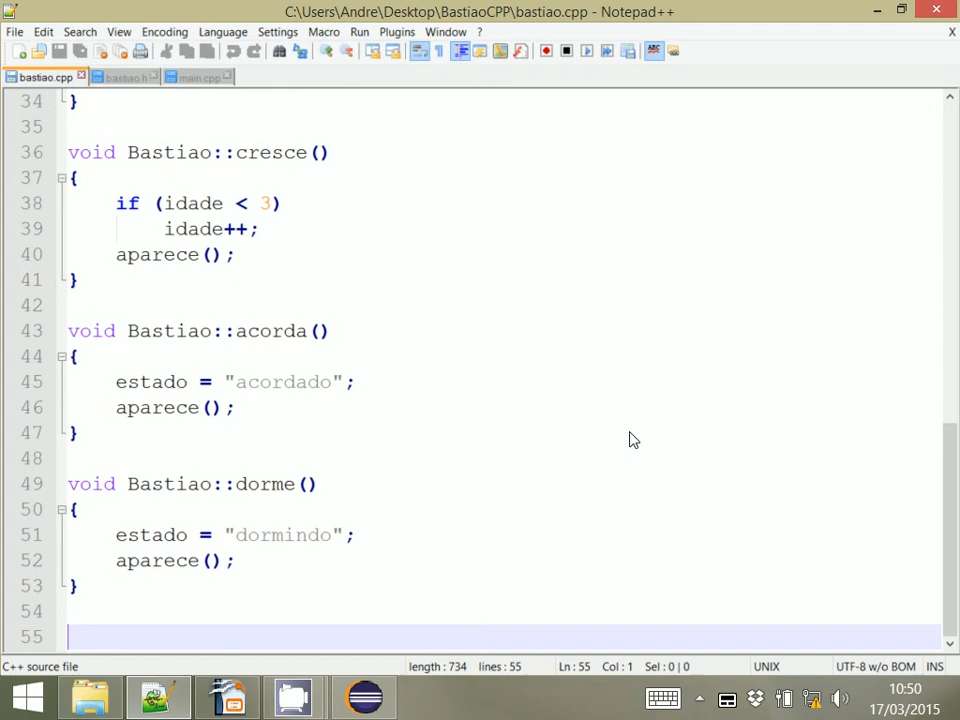 C:\Users\Andre\Desktop\BastiaoCPP\bastiao.cpp - Notepad++
File Edit Search View Encoding Language Settings Macro Run Plugins Window ? X
bastiao.cpp bastiao.h main.cpp
34 }
35
36 void Bastiao::cresce()
37 {
38 if (idade < 3)
39 idade++;
40 aparece();
41 }
42
43 void Bastiao::acorda()
44 {
45 estado = "acordado";
46 aparece();
47 }
48
49 void Bastiao::dorme()
50 {
51 estado = "dormindo";
52 aparece();
53 }
54
55
C++ source file length : 734 lines : 55 Ln : 55 Col : 1 Sel : 0 | 0 UNIX UTF-8 w/o BOM INS
10:50
17/03/2015